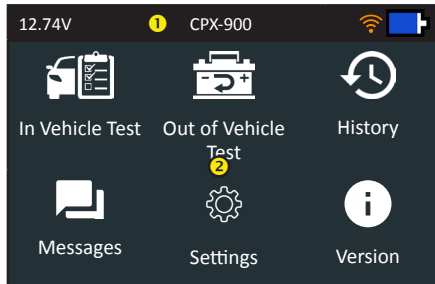 12.74V 1 CPX-900
In Vehicle Test Out of Vehicle History
Test
2
Messages Settings Version